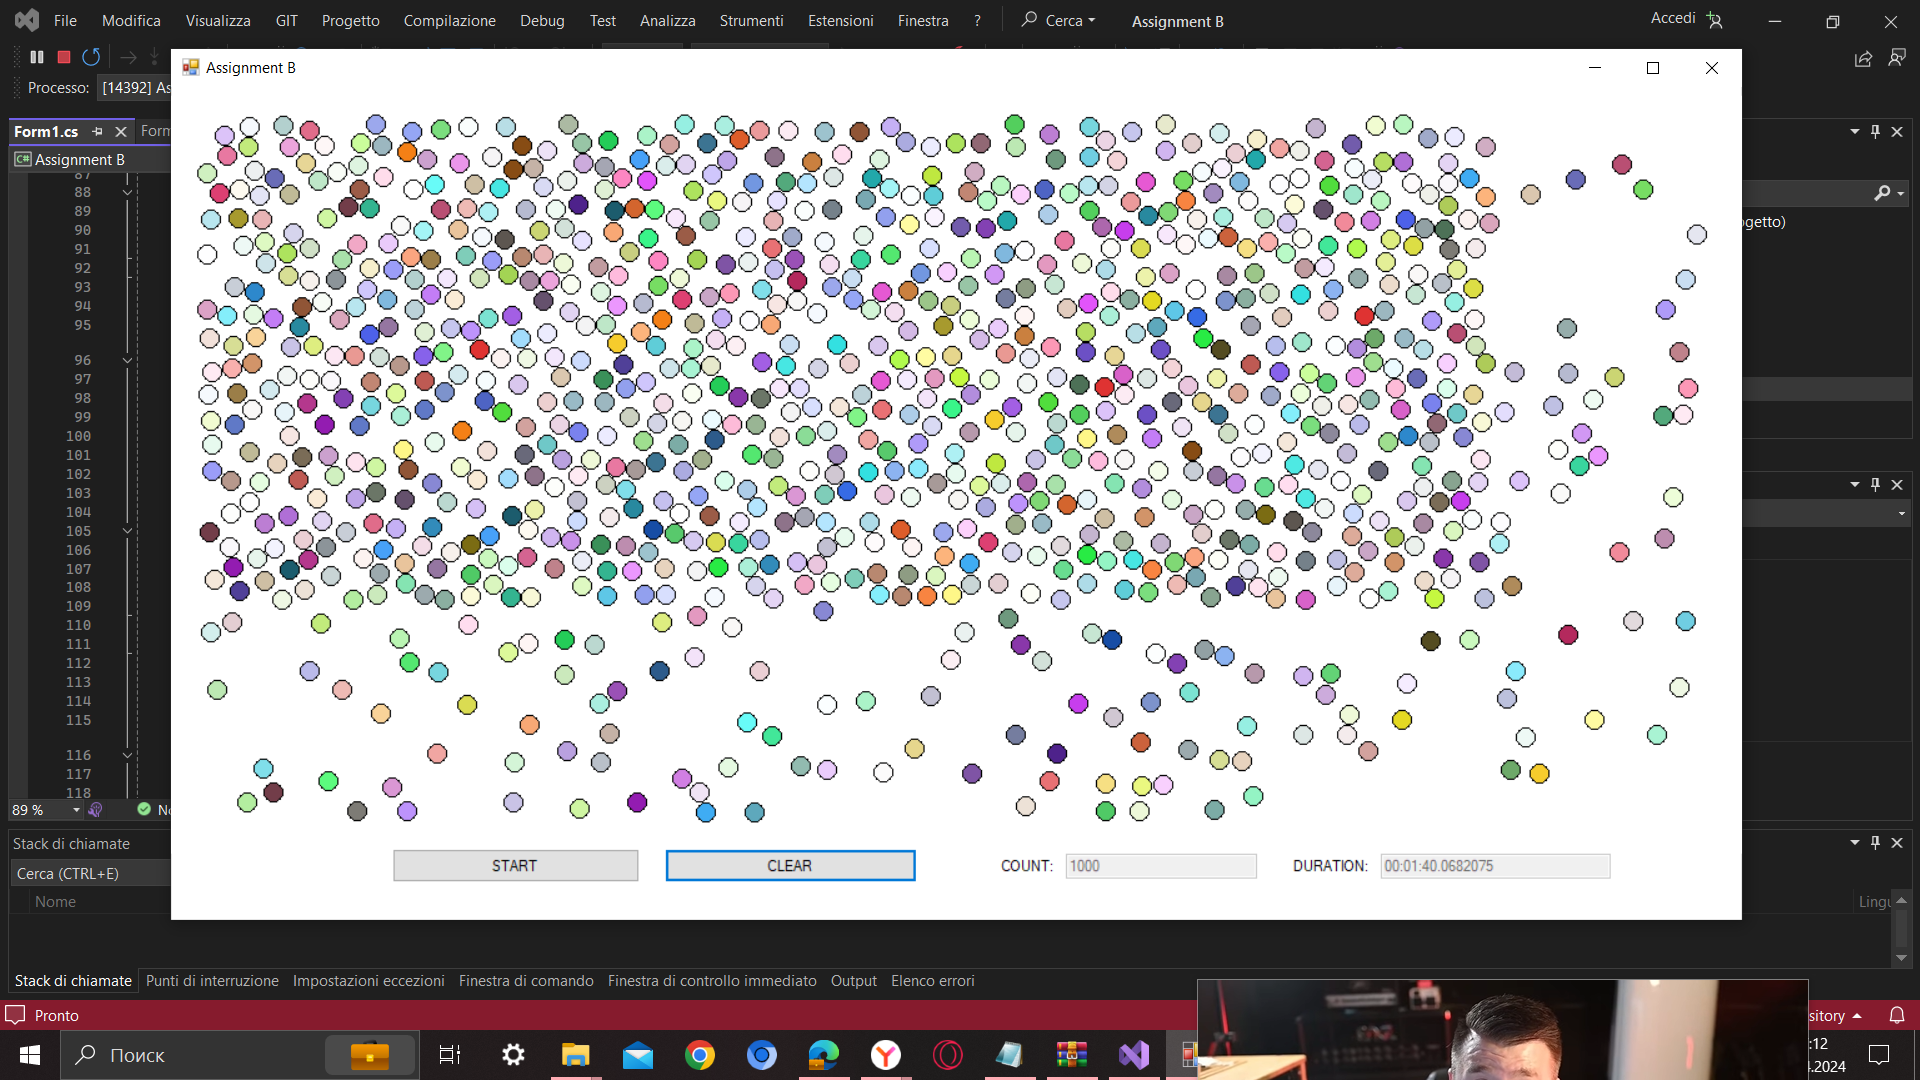 File Modifica Visualizza GIT Progetto Compilazione Debug Test Analizza Strumenti Estensioni Finestra ? Cerca Assignment B Accedi
Processo: [14392] As
Assignment B
Form1.cs Form
C# Assignment B
ogetto)
87
88
89
90
91
92
93
94
95
96
97
98
99
100
101
102
103
104
105
106
107
108
109
110
111
112
113
114
115
116
117
118
89 % No
START CLEAR COUNT: 1000 DURATION: 00:01:40.0682075
Stack di chiamate
Cerca (CTRL+E)
Nome Lingu
Stack di chiamate Punti di interruzione Impostazioni eccezioni Finestra di comando Finestra di controllo immediato Output Elenco errori
Pronto sitory
Поиск
:12
.2024